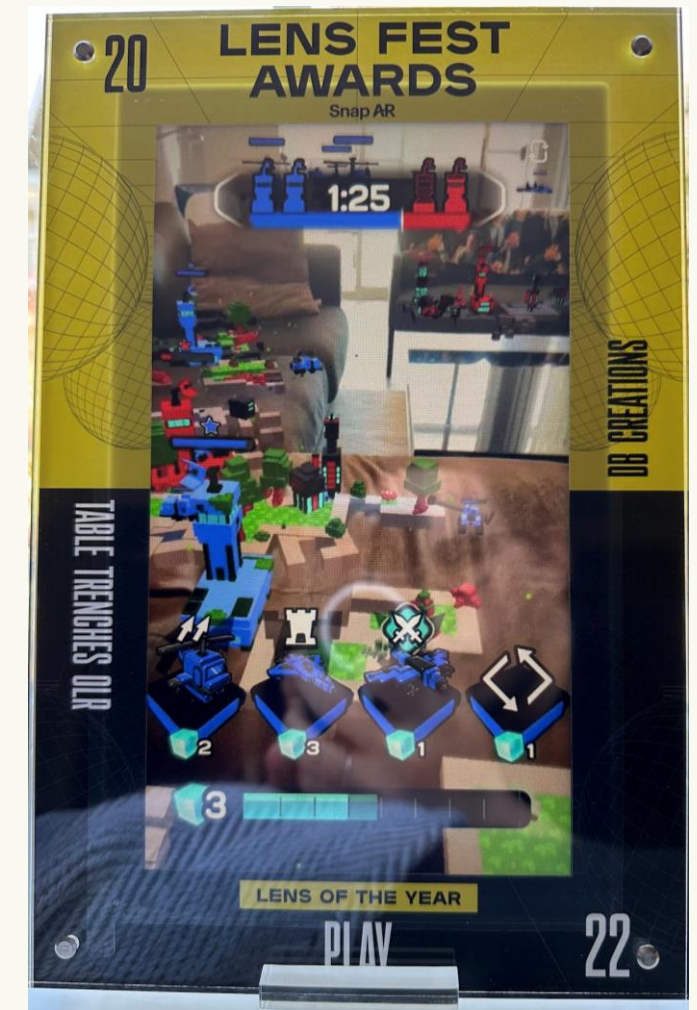 20
LENS FEST
AWARDS
Snap AR
1:25
DB CREATIONS
TABLE TRENCHES OLR
2
3
1
1
3
LENS OF THE YEAR
PLAY
22